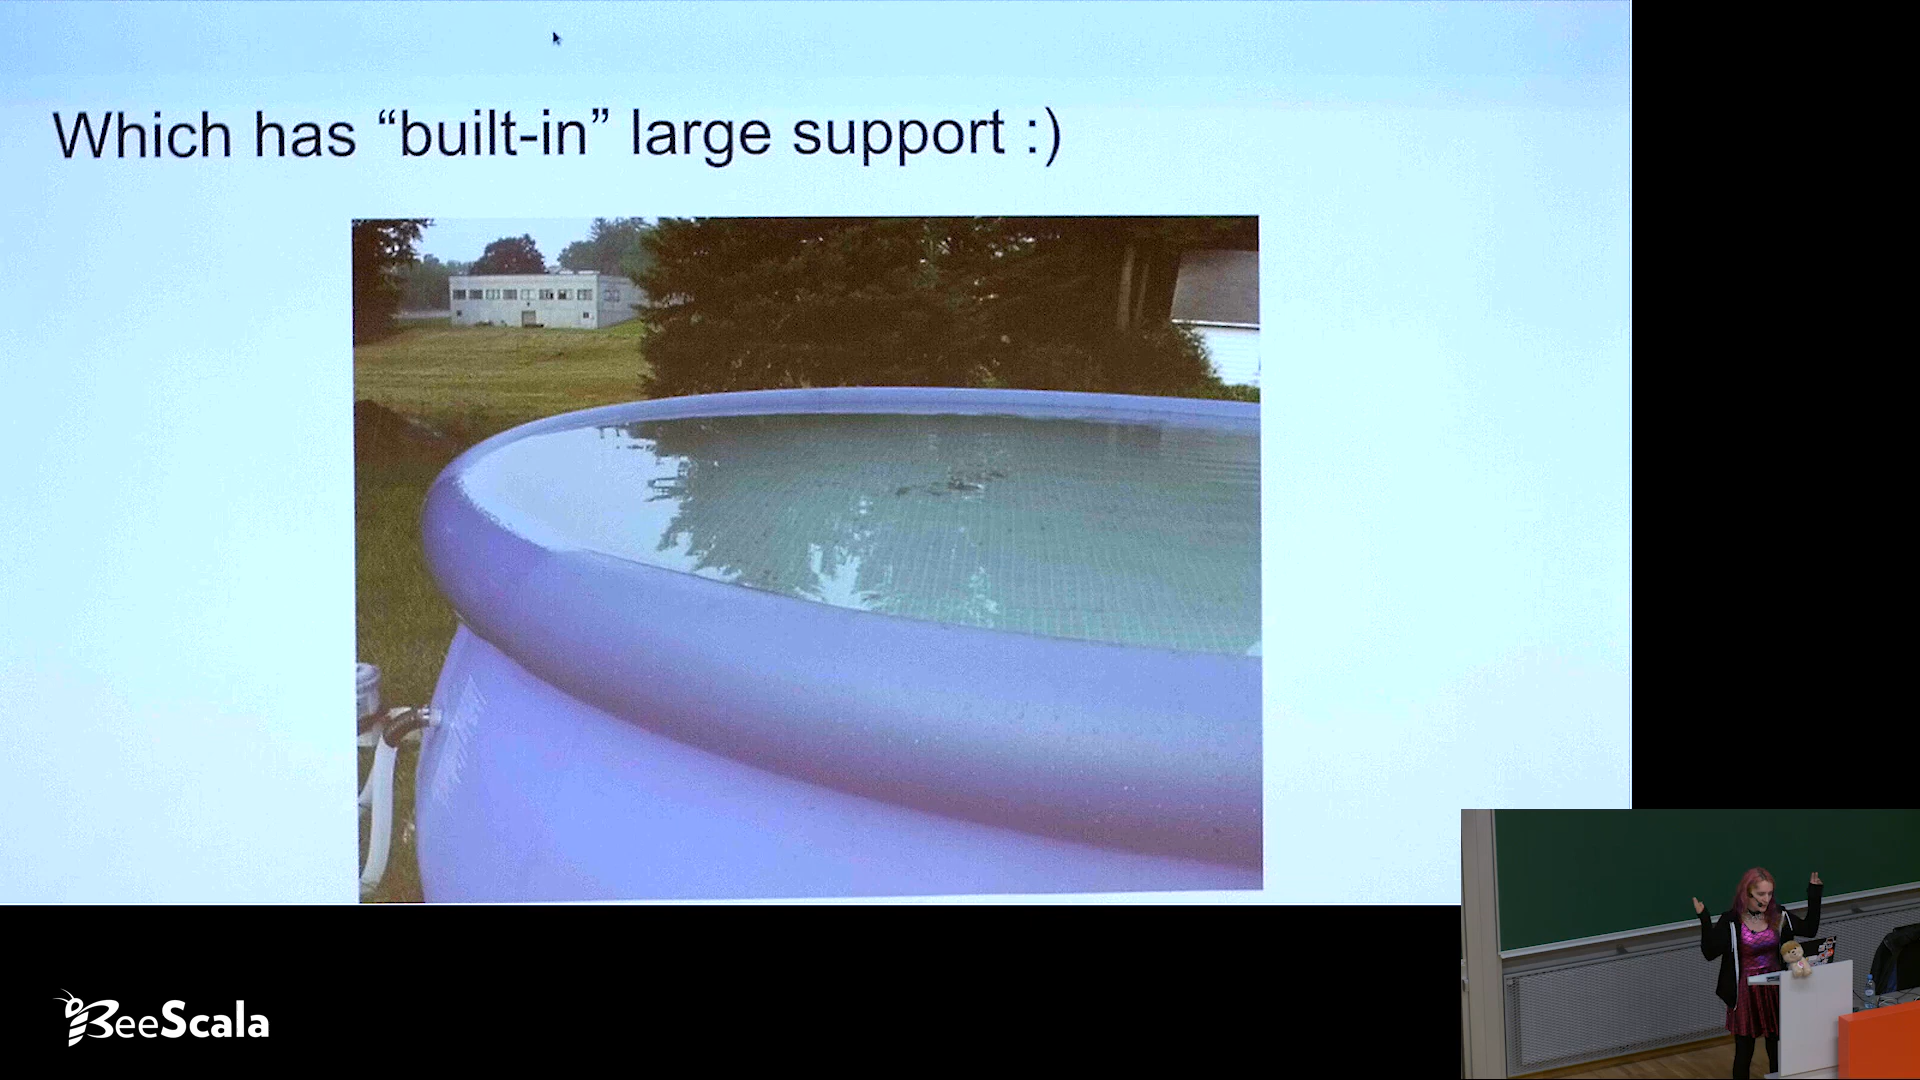 Which has “built-in” large support :)
BeeScala